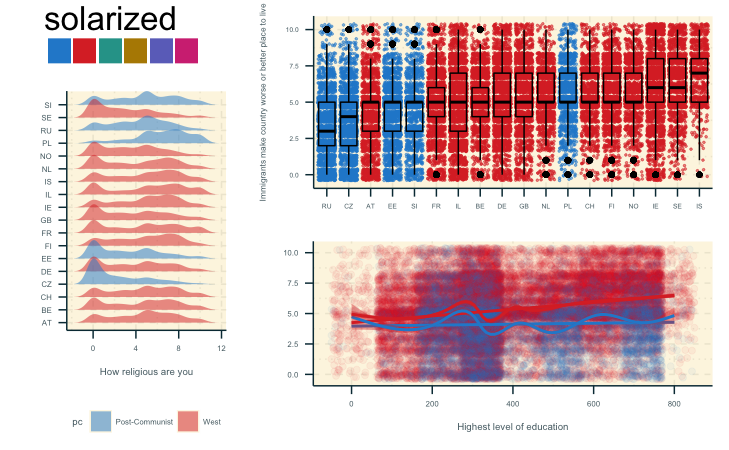 solarized
SI
SE
RU
PL
NO
NL
IS
IL
IE
GB
FR
FI
EE
DE
CZ
CH
BE
AT
0 4 8 12
How religious are you
pc Post-Communist West
Immigrants make country worse or better place to live
10.0
7.5
5.0
2.5
0.0
RU CZ AT EE SI FR IL BE DE GB NL PL CH FI NO IE SE IS
10.0
7.5
5.0
2.5
0.0
0 200 400 600 800
Highest level of education